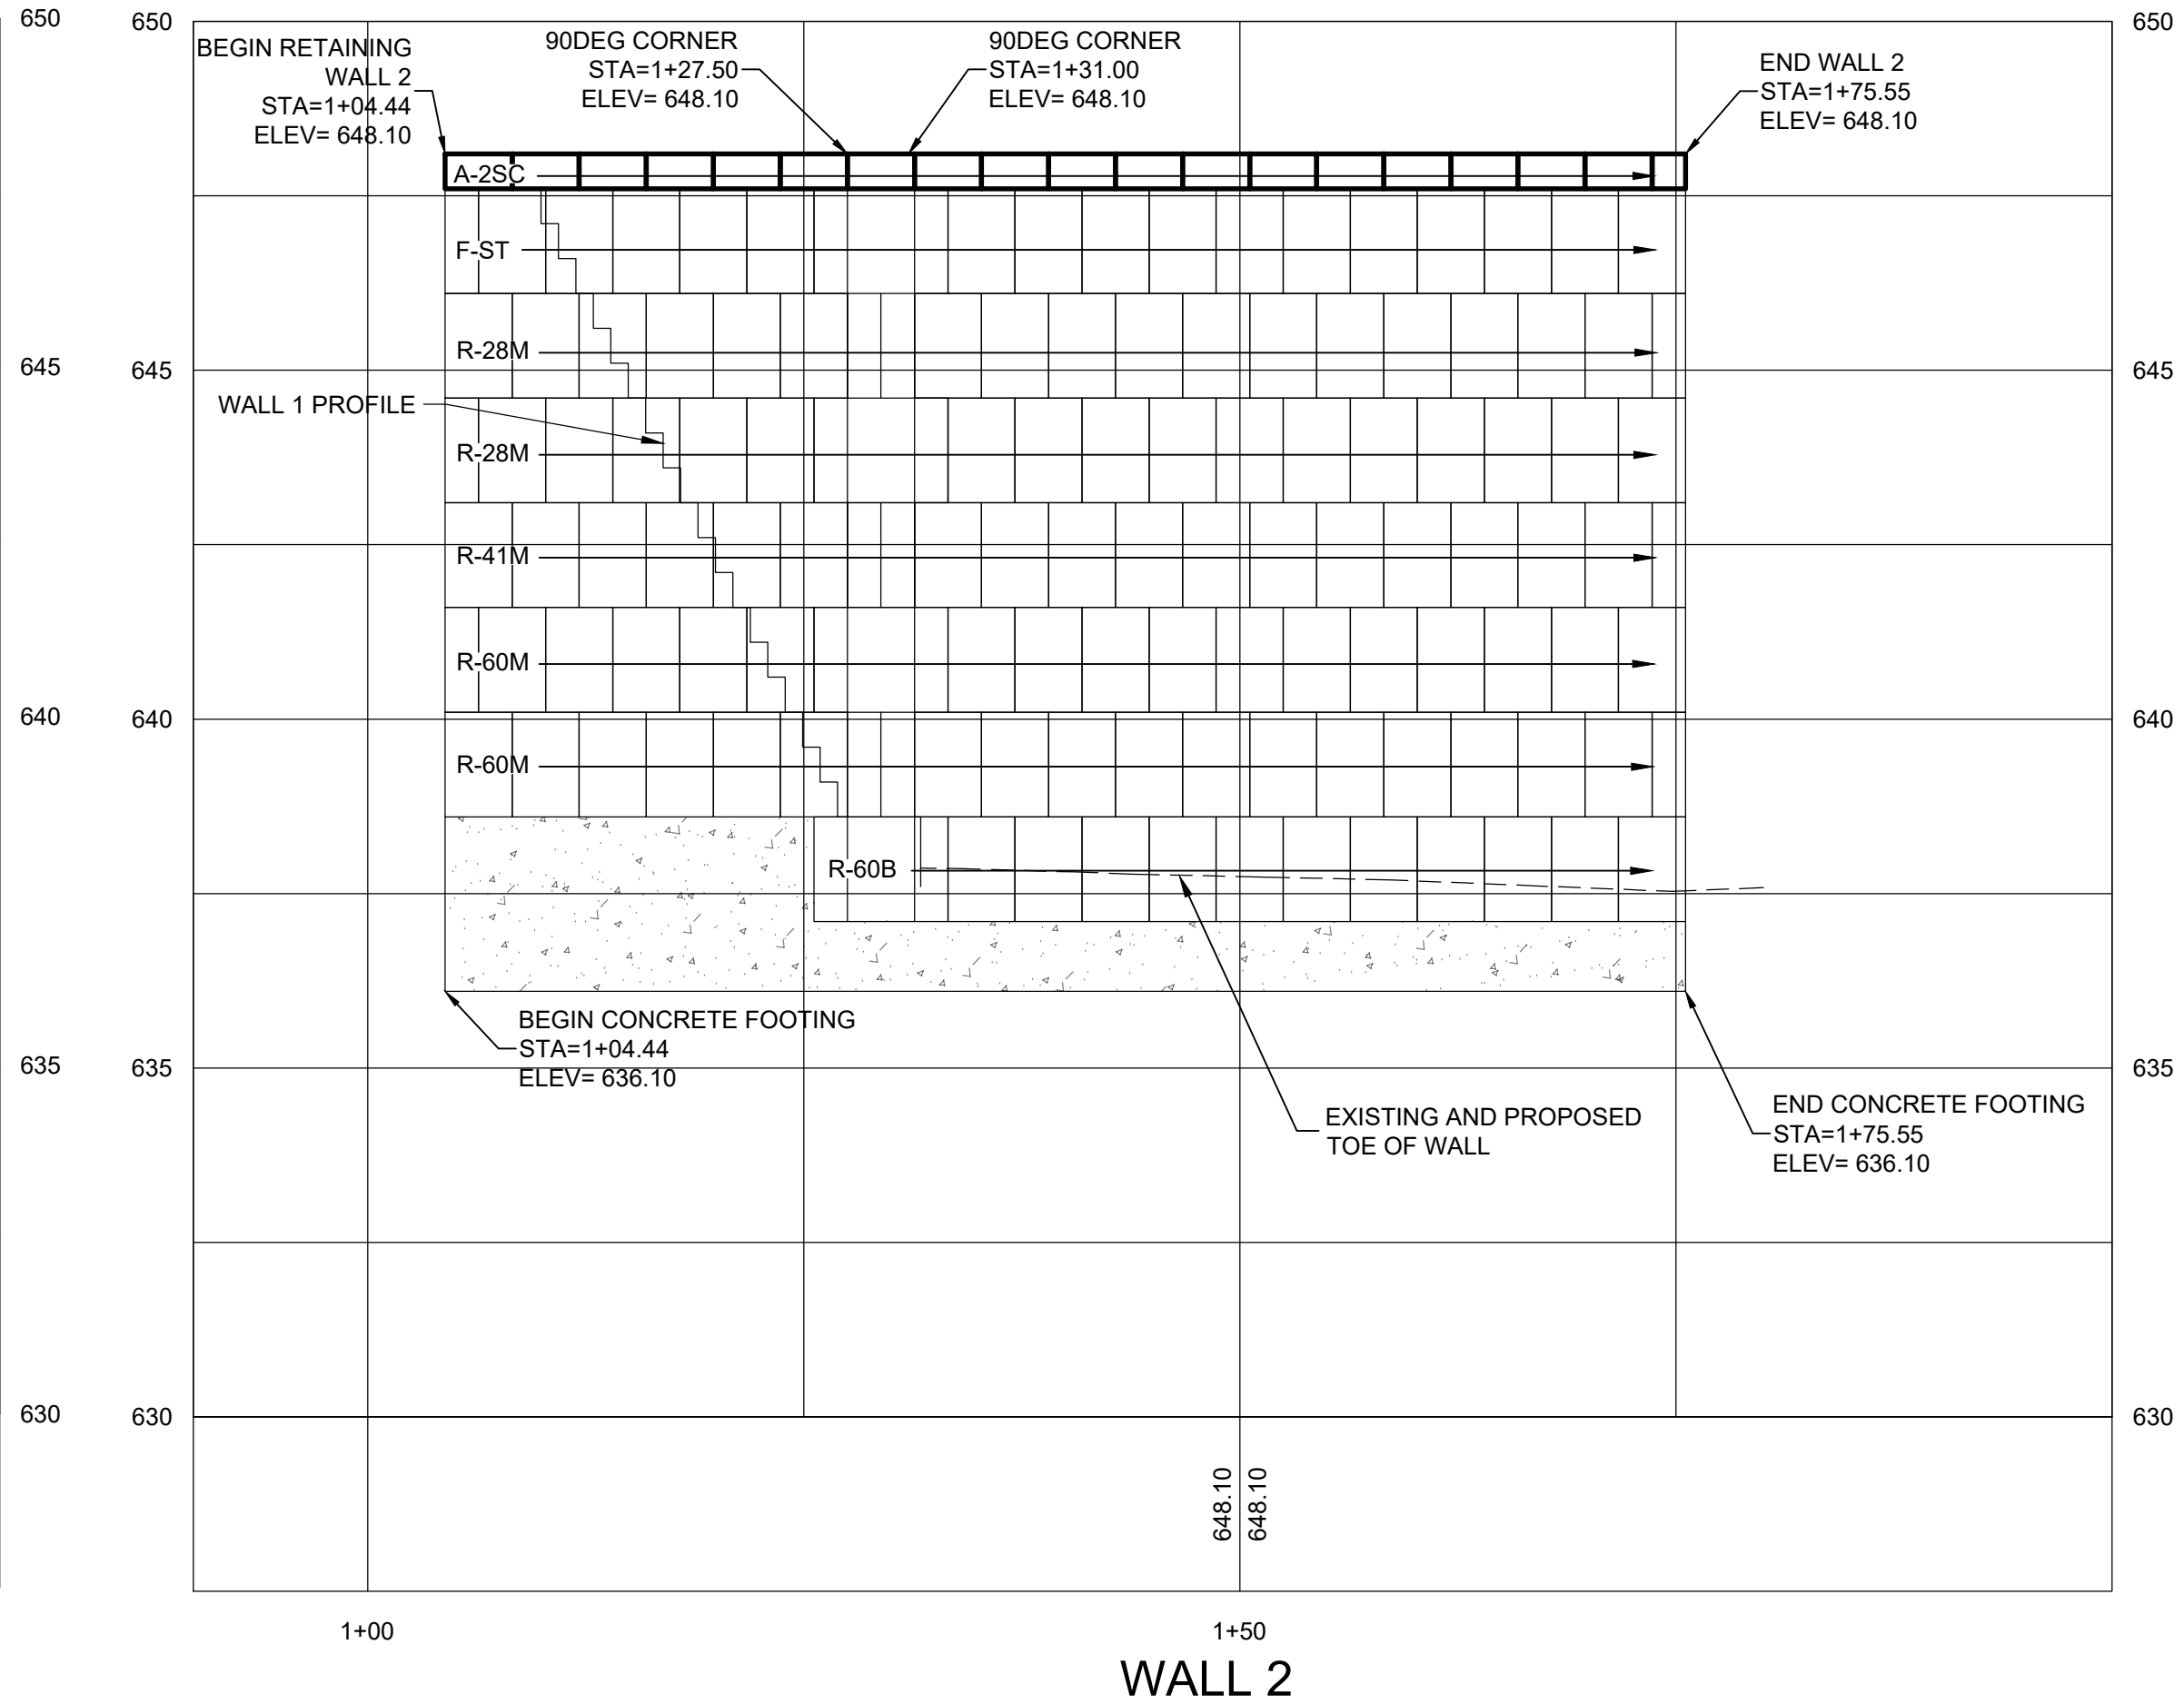 650
650
650
BEGIN RETAINING
WALL 2
STA=1+04.44
ELEV= 648.10
90DEG CORNER
STA=1+27.50
ELEV= 648.10
90DEG CORNER
STA=1+31.00
ELEV= 648.10
END WALL 2
STA=1+75.55
ELEV= 648.10
A-2SC
F-ST
R-28M
645
645
645
WALL 1 PROFILE
R-28M
R-41M
R-60M
640
640
640
R-60M
R-60B
BEGIN CONCRETE FOOTING
STA=1+04.44
ELEV= 636.10
635
635
635
EXISTING AND PROPOSED
TOE OF WALL
END CONCRETE FOOTING
STA=1+75.55
ELEV= 636.10
630
630
630
648.10
648.10
1+00
1+50
WALL 2